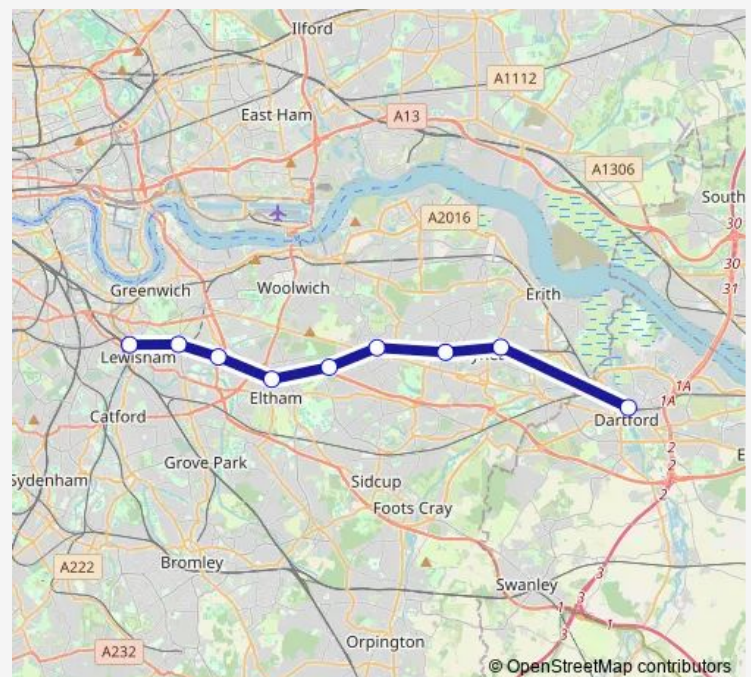 Ilford
A1112
East Ham
A13
A1306
South
A2016
30
30
31
Greenwich
Woolwich
Erith
Lewisham
Eltham
1A
1A
Catford
Dartford
Grove Park
2
2
2
Sydenham
Sidcup
Foots Cray
A222
Bromley
Swanley
3
3
1
1
3
A232
Orpington
© OpenStreetMap contributors